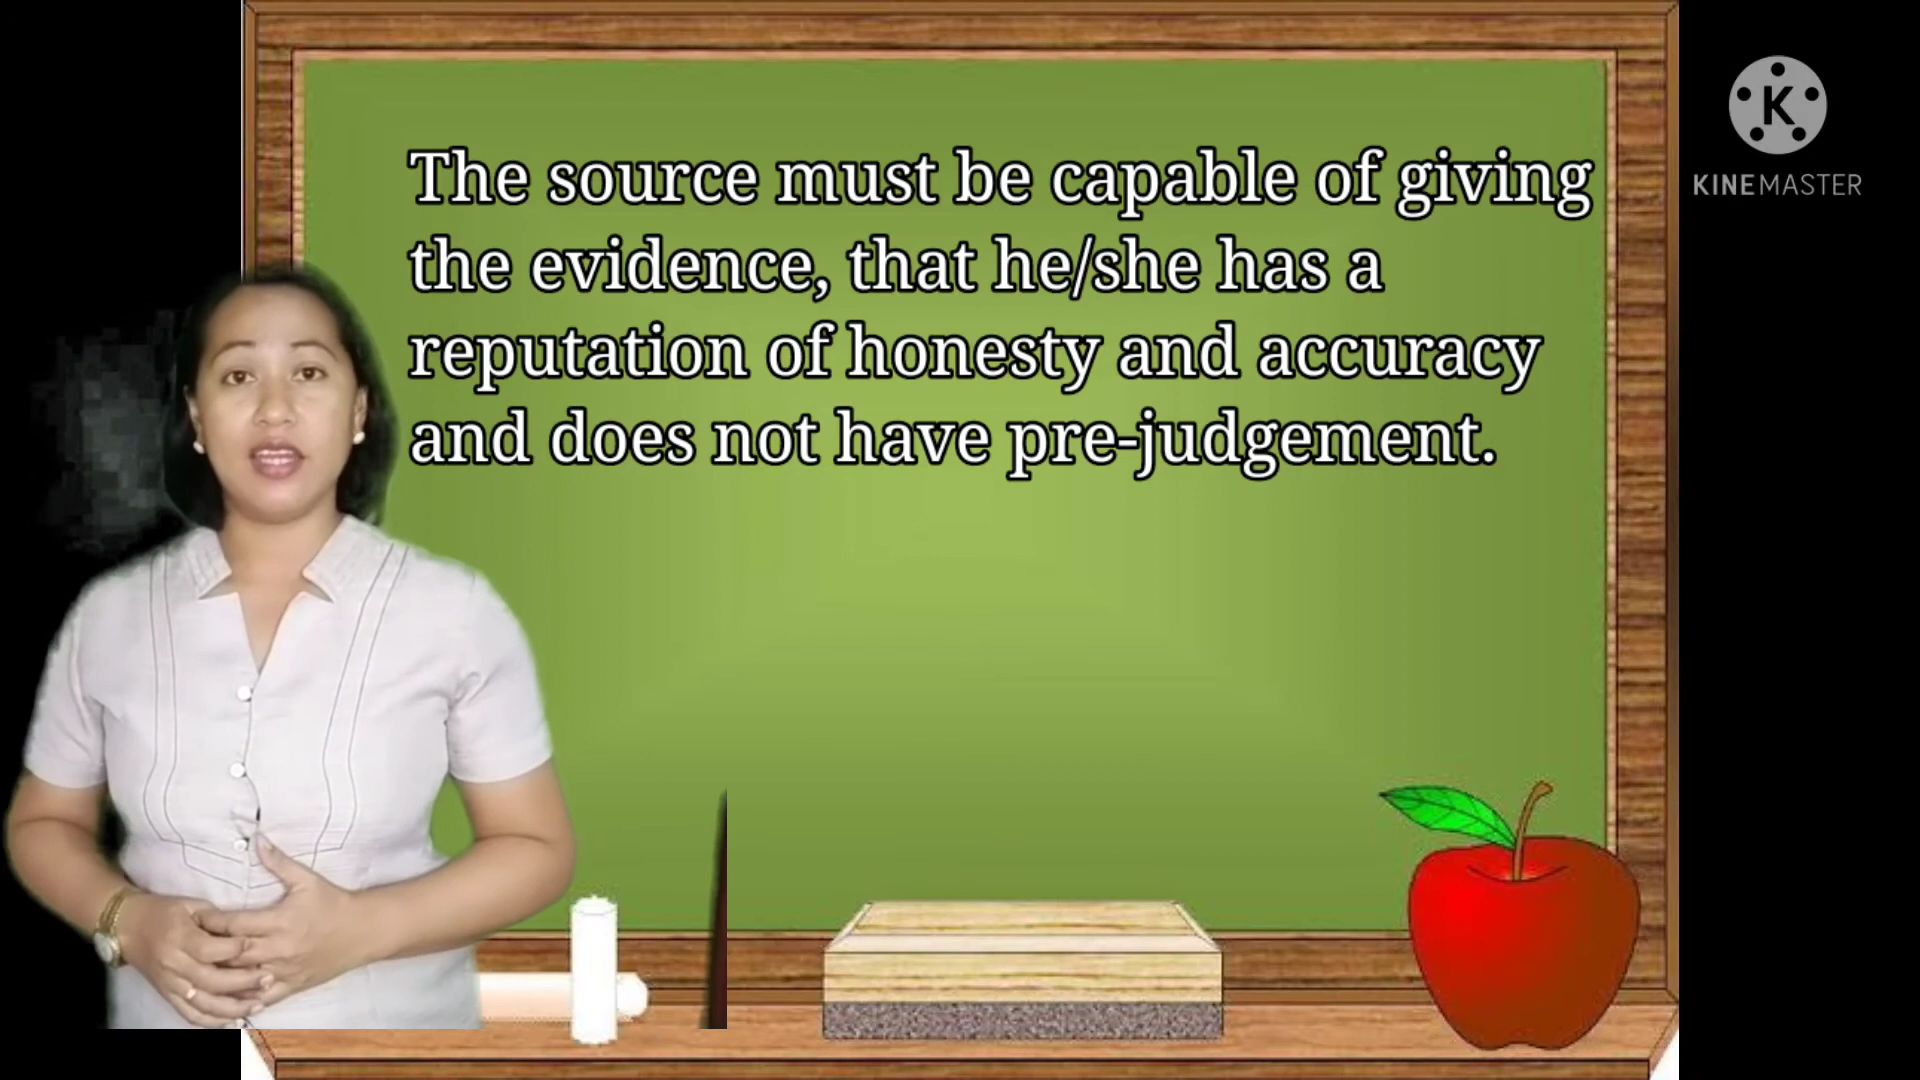 The source must be capable of giving
the evidence, that he/she has a
reputation of honesty and accuracy
and does not have pre-judgement.
K
KINEMASTER